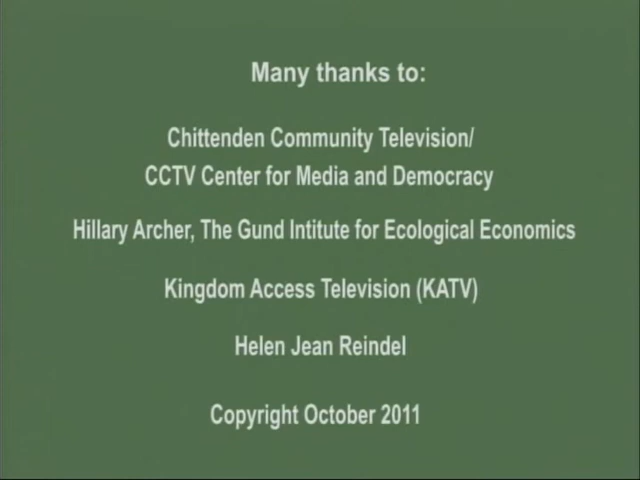 Many thanks to:
Chittenden Community Television/
CCTV Center for Media and Democracy
Hillary Archer, The Gund Intitute for Ecological Economics
Kingdom Access Television (KATV)
Helen Jean Reindel
Copyright October 2011